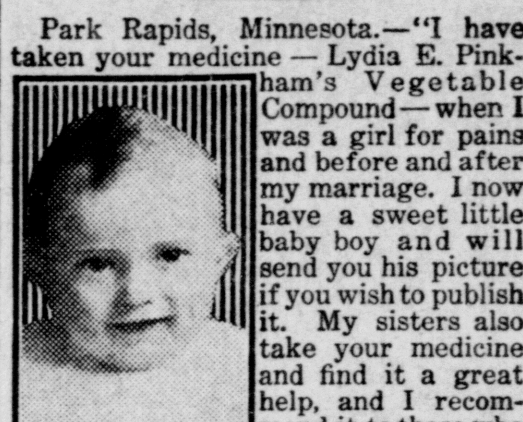 Park Rapids, Minnesota.—“I have
taken your medicine — Lydia E. Pink-
ham's Vegetable
Compound—when I
was a girl for pains
and before and after
my marriage. I now
have a sweet little
baby boy and will
send you his picture
if you wish to publish
it. My sisters also
take your medicine
and find it a great
help, and I recom-